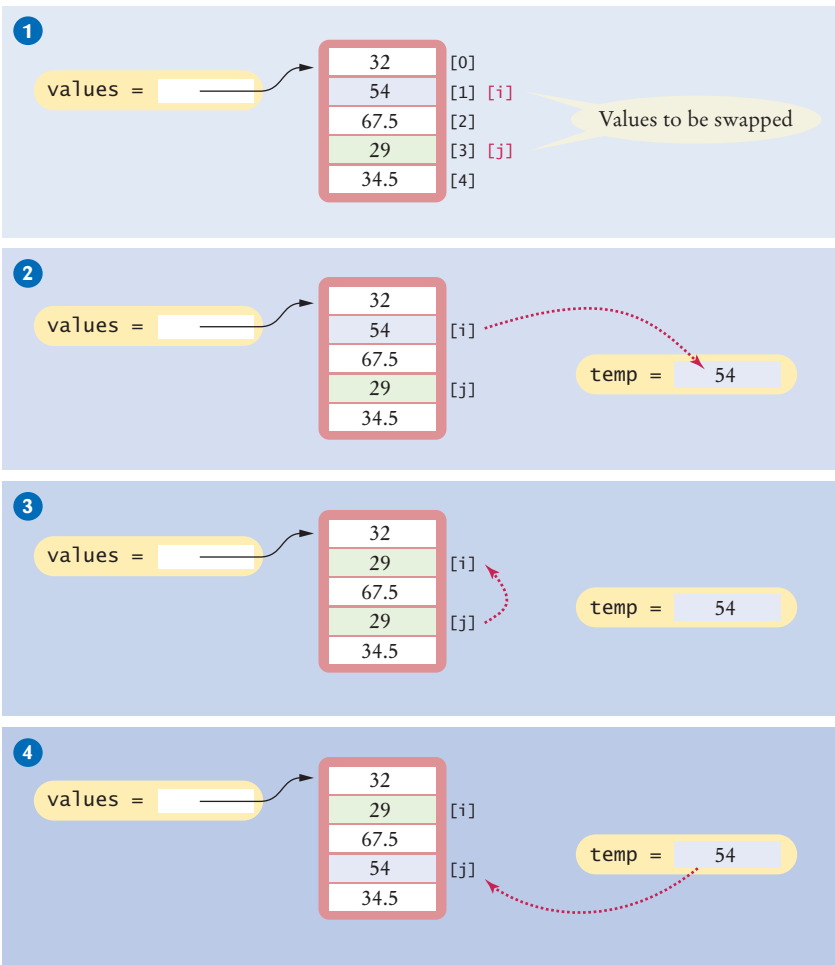 1
values =
32 [0]
54 [1] [i]
67.5 [2]
29 [3] [j]
34.5 [4]
Values to be swapped
2
values =
32
54 [i]
67.5
29 [j]
34.5
temp = 54
3
values =
32
29 [i]
67.5
29 [j]
34.5
temp = 54
4
values =
32
29 [i]
67.5
54 [j]
34.5
temp = 54